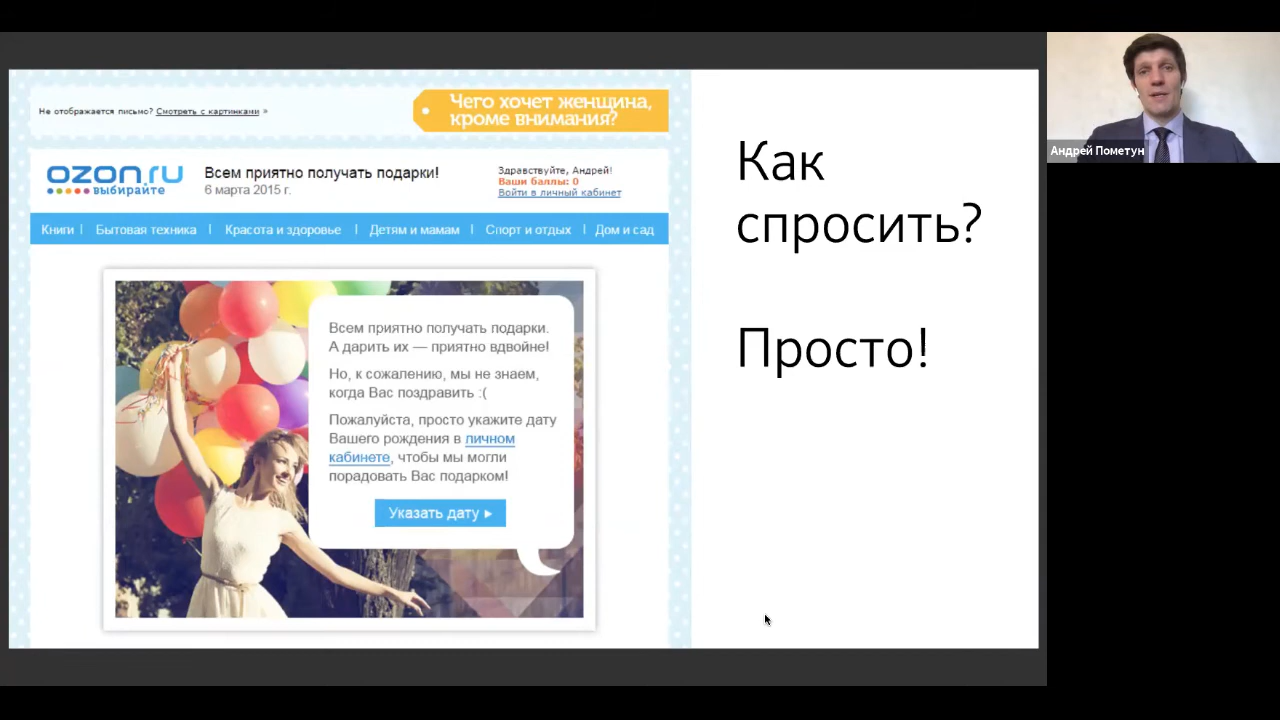 Не отображается письмо? Смотреть с картинками »
Чего хочет женщина,
кроме внимания?
ozon.ru
выбирайте
Всем приятно получать подарки!
6 марта 2015 г.
Здравствуйте, Андрей!
Ваши баллы: 0
Войти в личный кабинет
Книги | Бытовая техника | Красота и здоровье | Детям и мамам | Спорт и отдых | Дом и сад
Всем приятно получать подарки.
А дарить их — приятно вдвойне!
Но, к сожалению, мы не знаем,
когда Вас поздравить :(
Пожалуйста, просто укажите дату
Вашего рождения в личном
кабинете, чтобы мы могли
порадовать Вас подарком!
Указать дату ▸
Как
спросить?
Просто!
Андрей Пометун